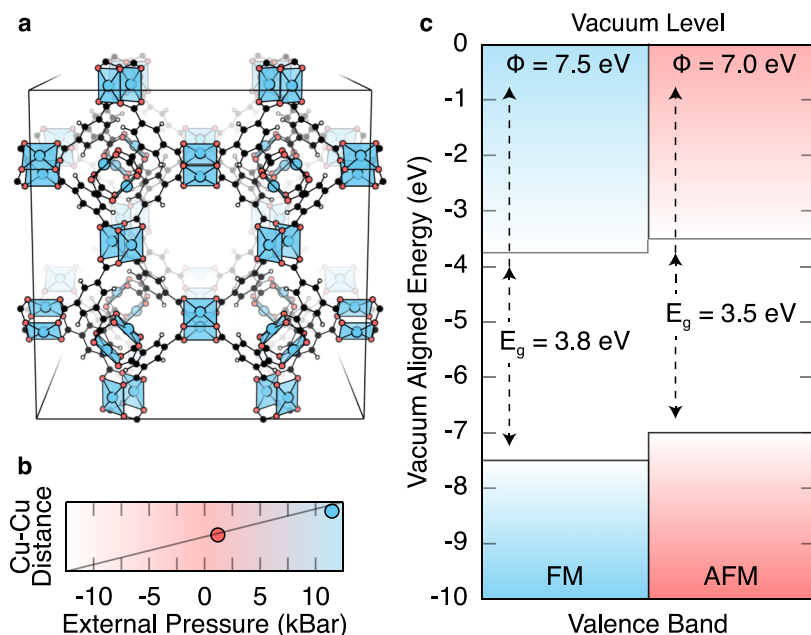 a
b
Cu-Cu
Distance
-10
-5
0
5
10
External Pressure (kBar)
c
Vacuum Level
Vacuum Aligned Energy (eV)
0
-1
-2
-3
-4
-5
-6
-7
-8
-9
-10
Φ = 7.5 eV
Φ = 7.0 eV
E_g = 3.8 eV
E_g = 3.5 eV
FM
AFM
Valence Band